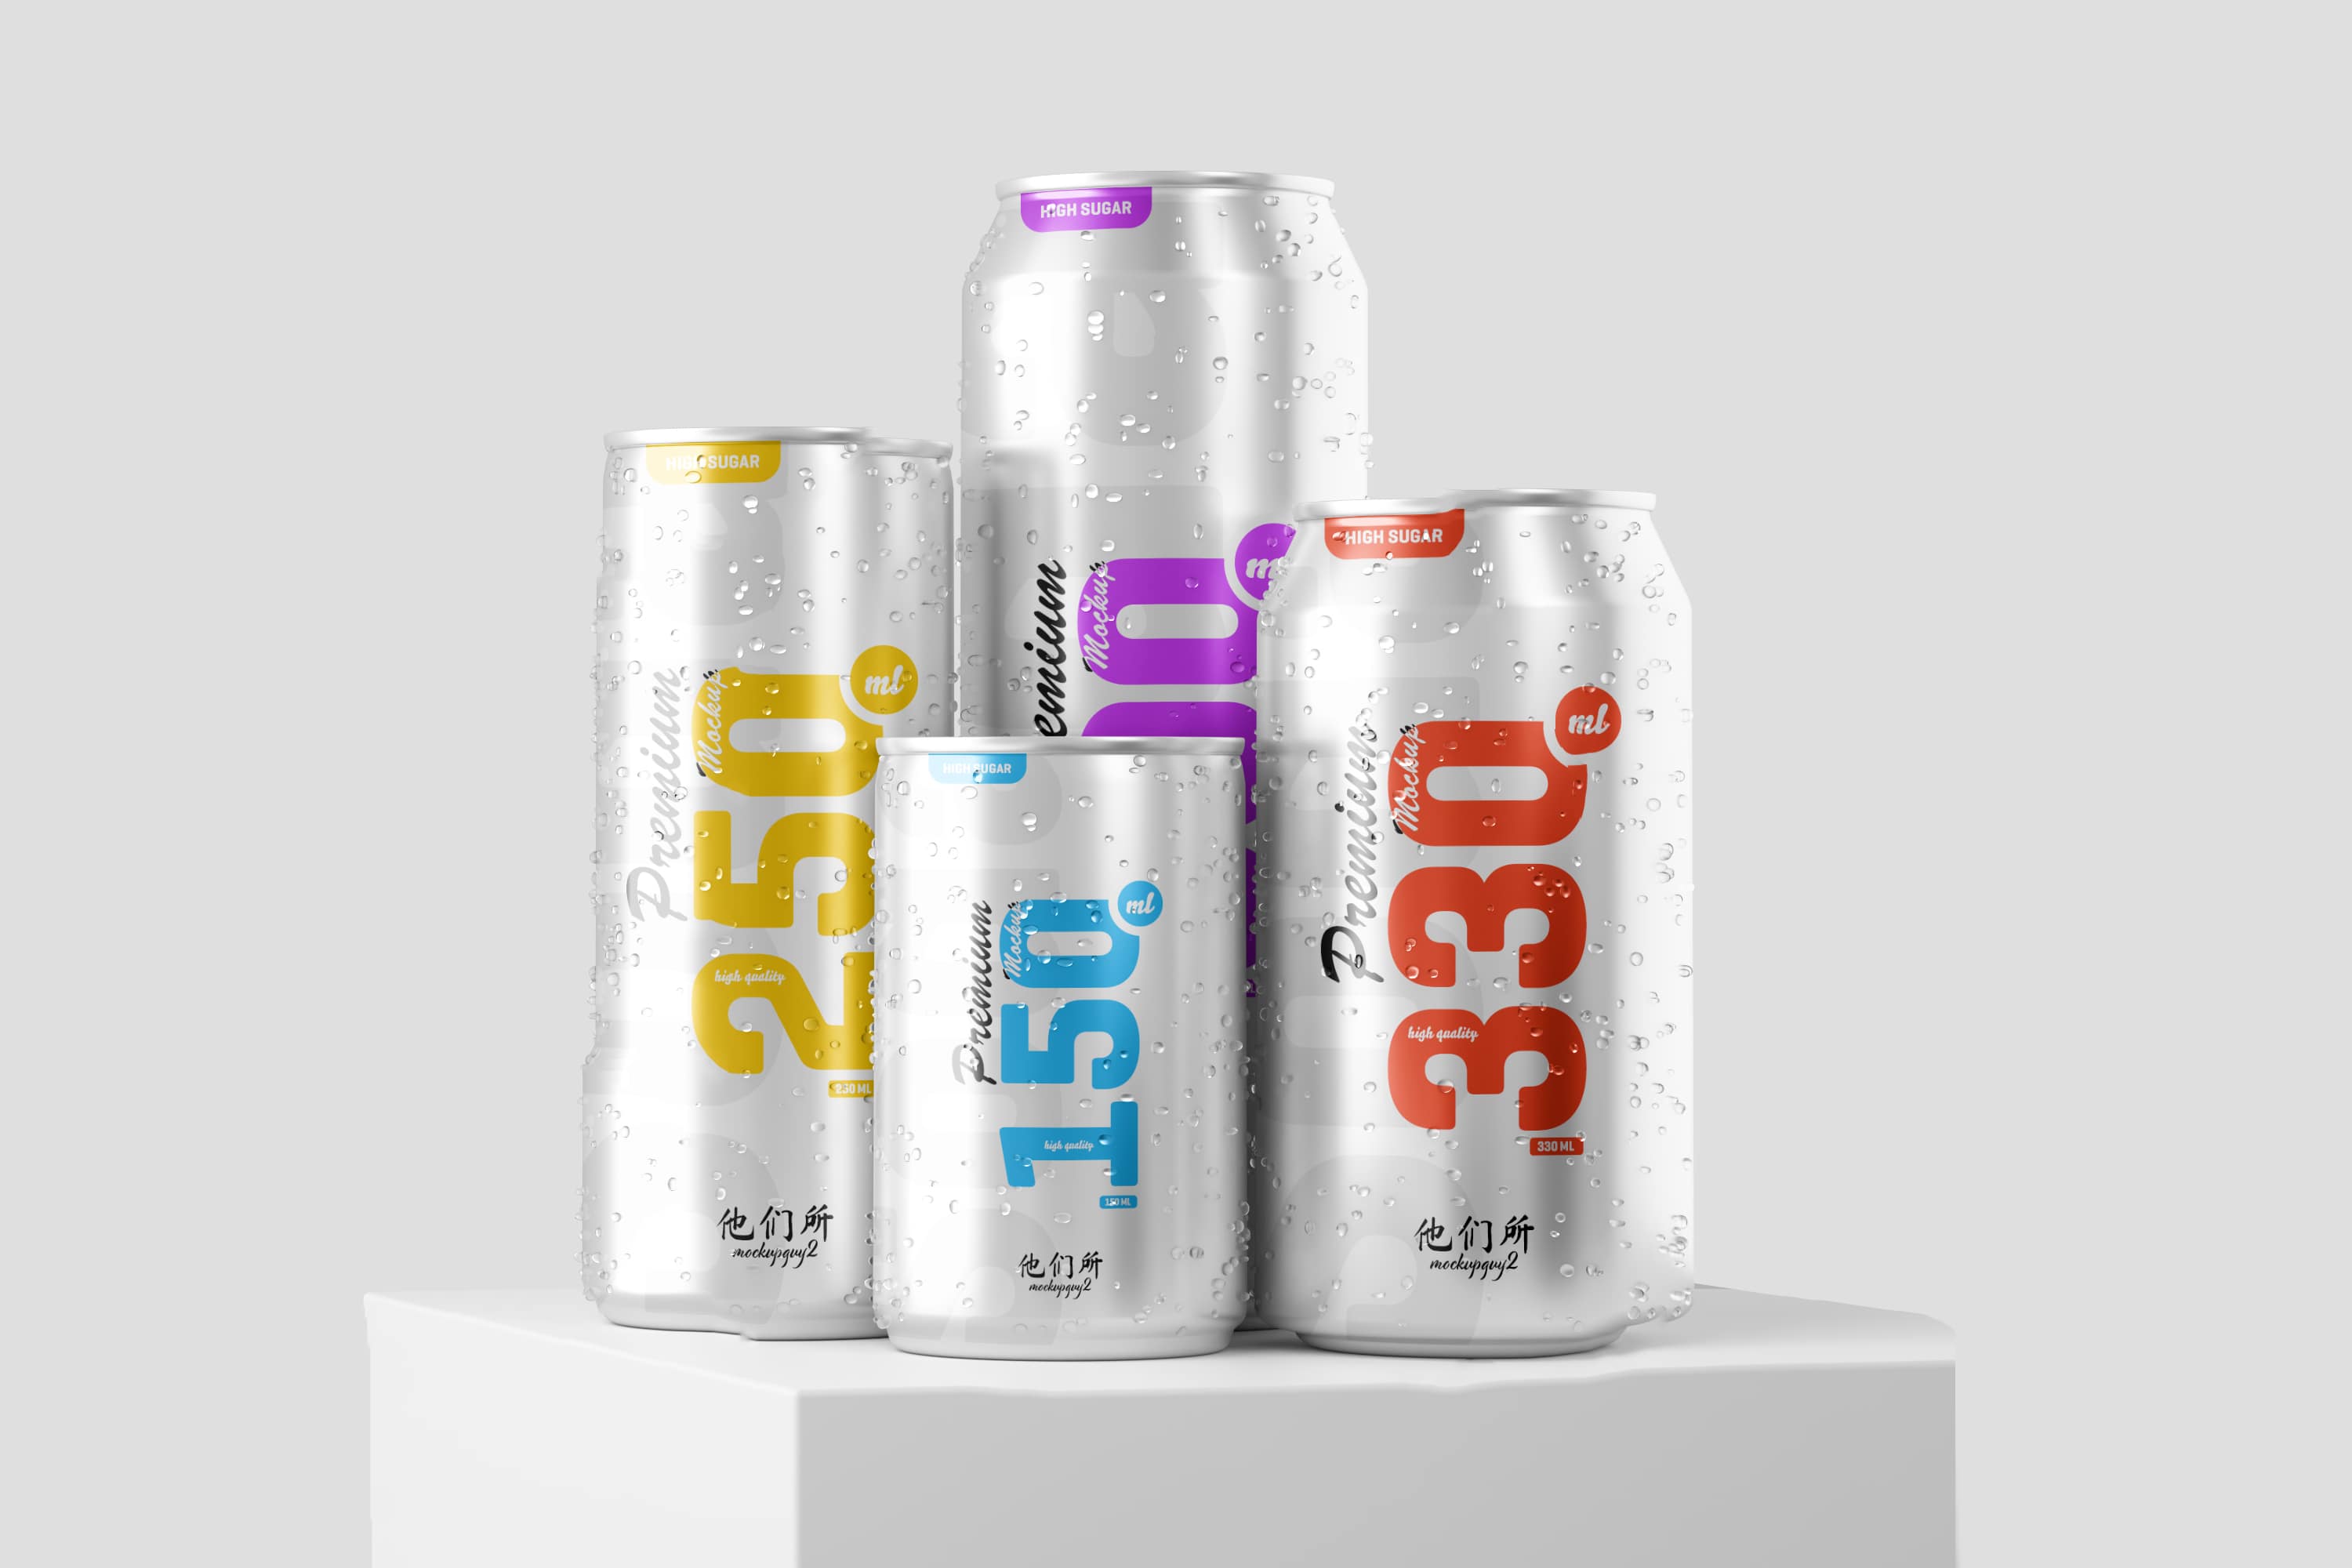 HIGH SUGAR
Mockup
ml
HIGH SUGAR
Premium
Mockup
250
ml
high quality
250 ML
他们所
mockupguy2
HIGH SUGAR
Premium
Mockup
150
ml
high quality
150 ML
他们所
mockupguy2
HIGH SUGAR
Premium
Mockup
330
ml
high quality
330 ML
他们所
mockupguy2